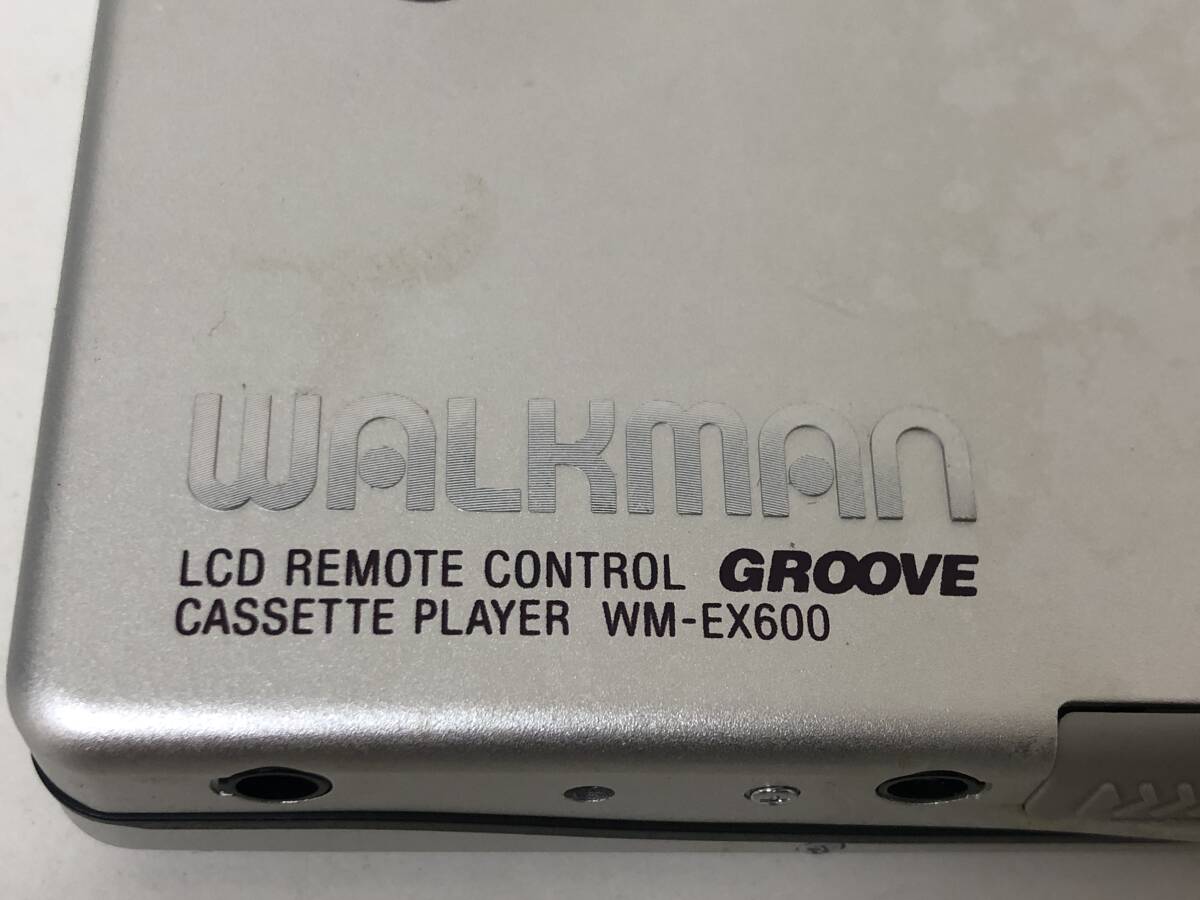 WALKMAN
LCD REMOTE CONTROL GROOVE
CASSETTE PLAYER WM-EX600